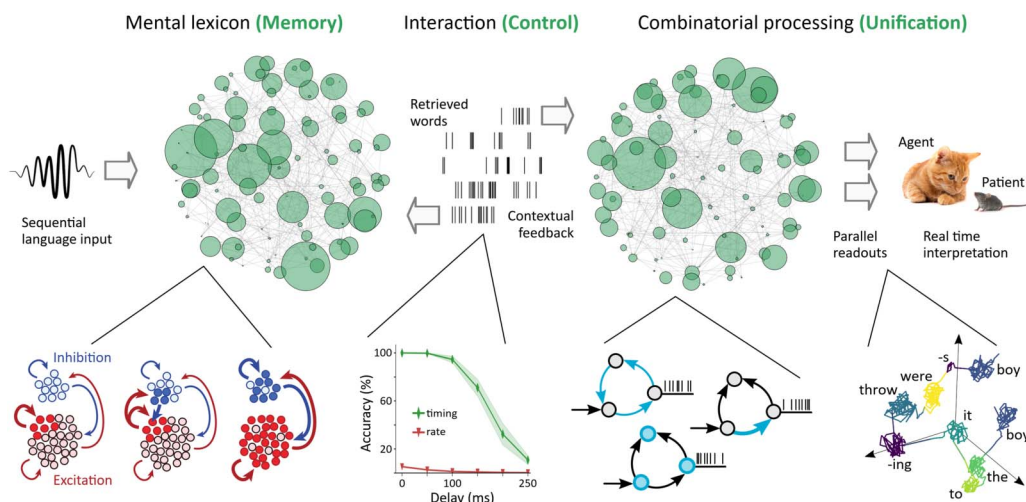 Mental lexicon (Memory)
Interaction (Control)
Combinatorial processing (Unification)
Sequential
language input
Retrieved
words
Contextual
feedback
Agent
Patient
Parallel
readouts
Real time
interpretation
Inhibition
Excitation
Accuracy (%)
100
60
20
timing
rate
0
50
100
150
200
250
Delay (ms)
-s
boy
were
throw
it
boy
-ing
the
to